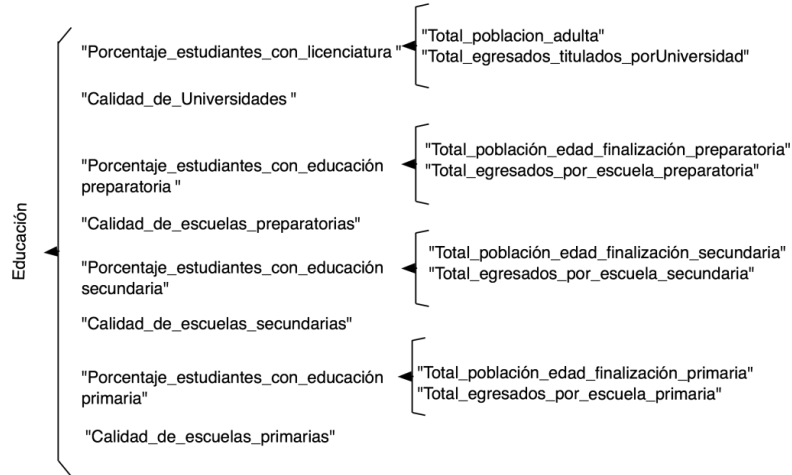 Educación
"Porcentaje_estudiantes_con_licenciatura "
"Total_poblacion_adulta"
"Total_egresados_titulados_porUniversidad"
"Calidad_de_Universidades "
"Porcentaje_estudiantes_con_educación
preparatoria "
"Total_población_edad_finalización_preparatoria"
"Total_egresados_por_escuela_preparatoria"
"Calidad_de_escuelas_preparatorias"
"Porcentaje_estudiantes_con_educación
secundaria"
"Total_población_edad_finalización_secundaria"
"Total_egresados_por_escuela_secundaria"
"Calidad_de_escuelas_secundarias"
"Porcentaje_estudiantes_con_educación
primaria"
"Total_población_edad_finalización_primaria"
"Total_egresados_por_escuela_primaria"
"Calidad_de_escuelas_primarias"